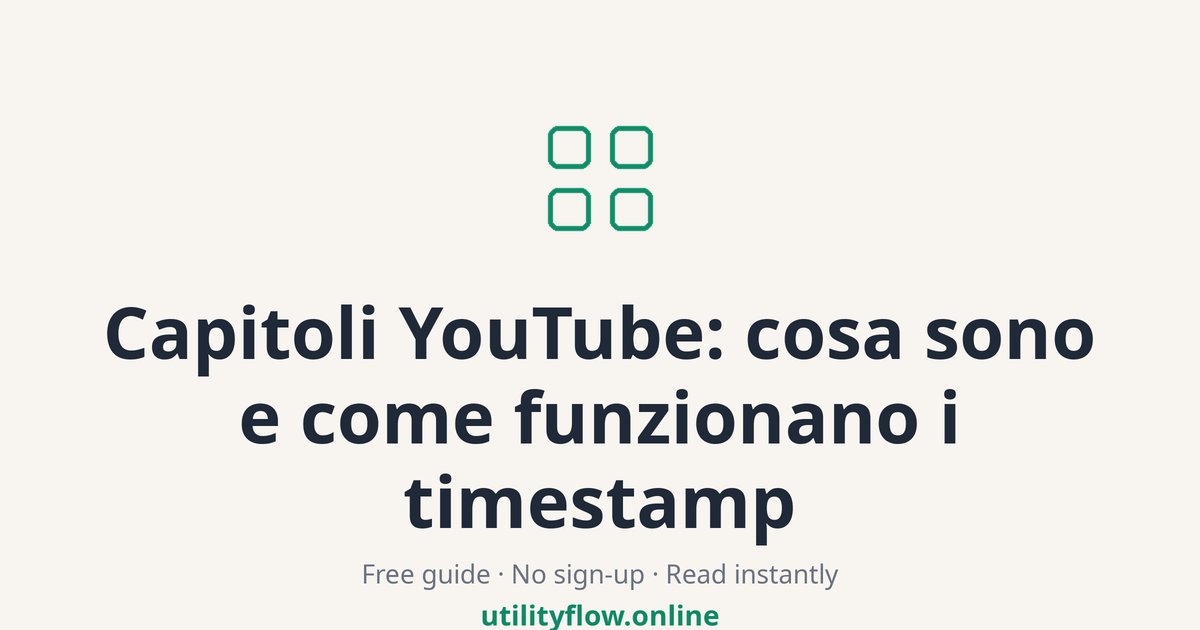 Capitoli YouTube: cosa sono
e come funzionano i
timestamp
Free guide · No sign-up · Read instantly
utilityflow.online